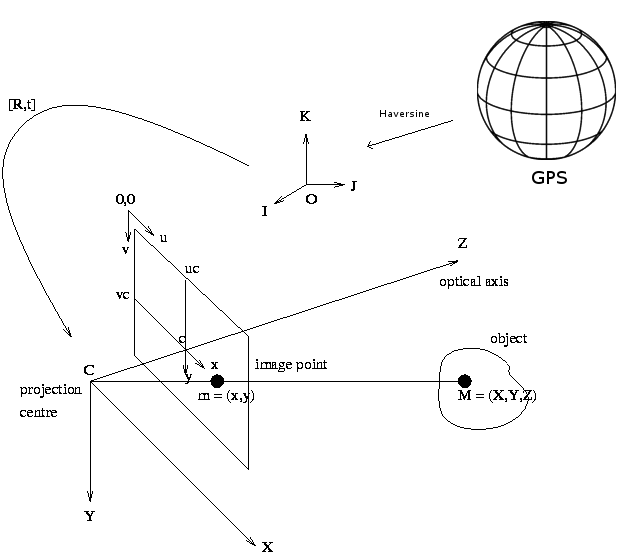 [R,t]
K
Haversine
GPS
J
O
I
0,0
u
v
Z
uc
optical axis
vc
c
object
x
image point
C
y
projection
centre
m = (x,y)
M = (X,Y,Z)
Y
X